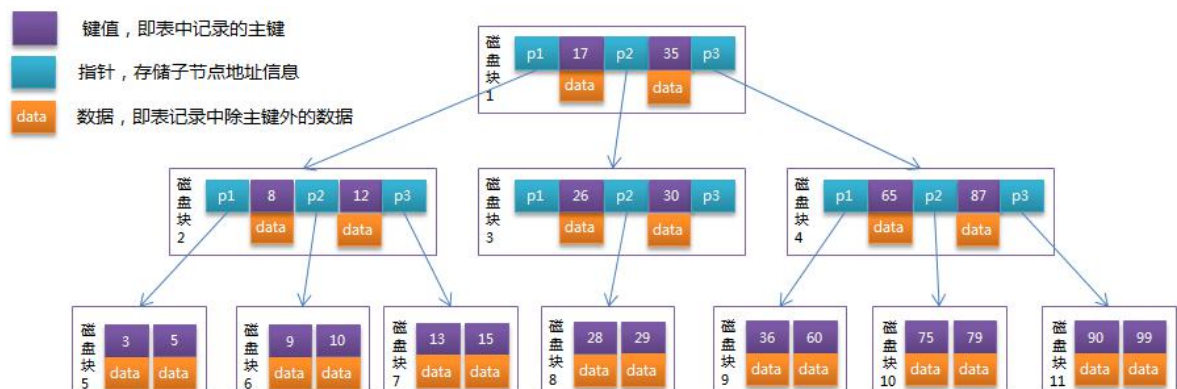 键值，即表中记录的主键
指针，存储子节点地址信息
data 数据，即表记录中除主键外的数据
磁盘块1
p1 17 p2 35 p3
data data
磁盘块2
p1 8 p2 12 p3
data data
磁盘块3
p1 26 p2 30 p3
data data
磁盘块4
p1 65 p2 87 p3
data data
磁盘块5
3 5
data data
磁盘块6
9 10
data data
磁盘块7
13 15
data data
磁盘块8
28 29
data data
磁盘块9
36 60
data data
磁盘块10
75 79
data data
磁盘块11
90 99
data data